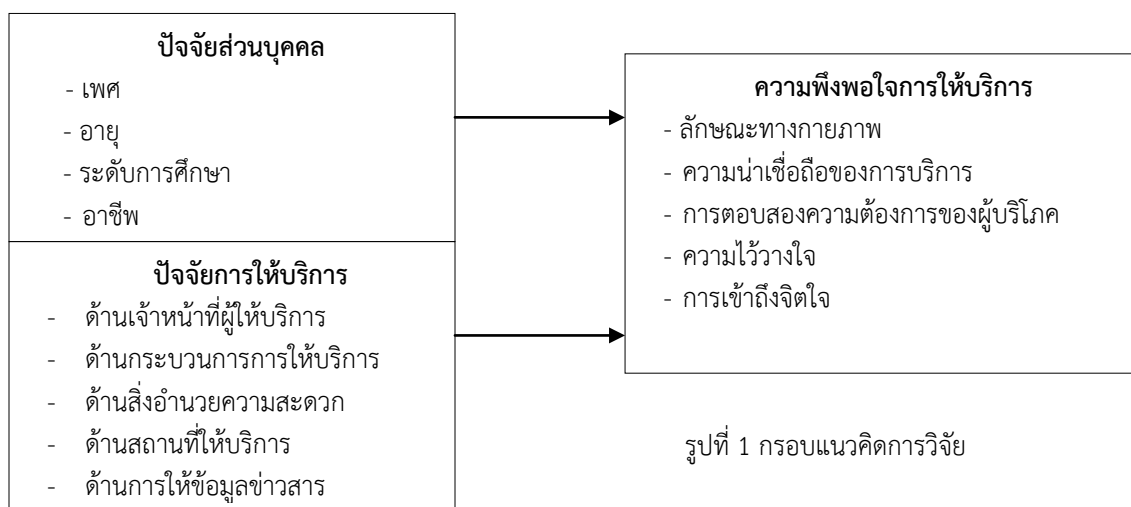 ปัจจัยส่วนบุคคล
- เพศ
- อายุ
- ระดับการศึกษา
- อาชีพ
ปัจจัยการให้บริการ
- ด้านเจ้าหน้าที่ผู้ให้บริการ
- ด้านกระบวนการการให้บริการ
- ด้านสิ่งอำนวยความสะดวก
- ด้านสถานที่ให้บริการ
- ด้านการให้ข้อมูลข่าวสาร
ความพึงพอใจการให้บริการ
- ลักษณะทางกายภาพ
- ความน่าเชื่อถือของการบริการ
- การตอบสองความต้องการของผู้บริโภค
- ความไว้วางใจ
- การเข้าถึงจิตใจ
รูปที่ 1 กรอบแนวคิดการวิจัย